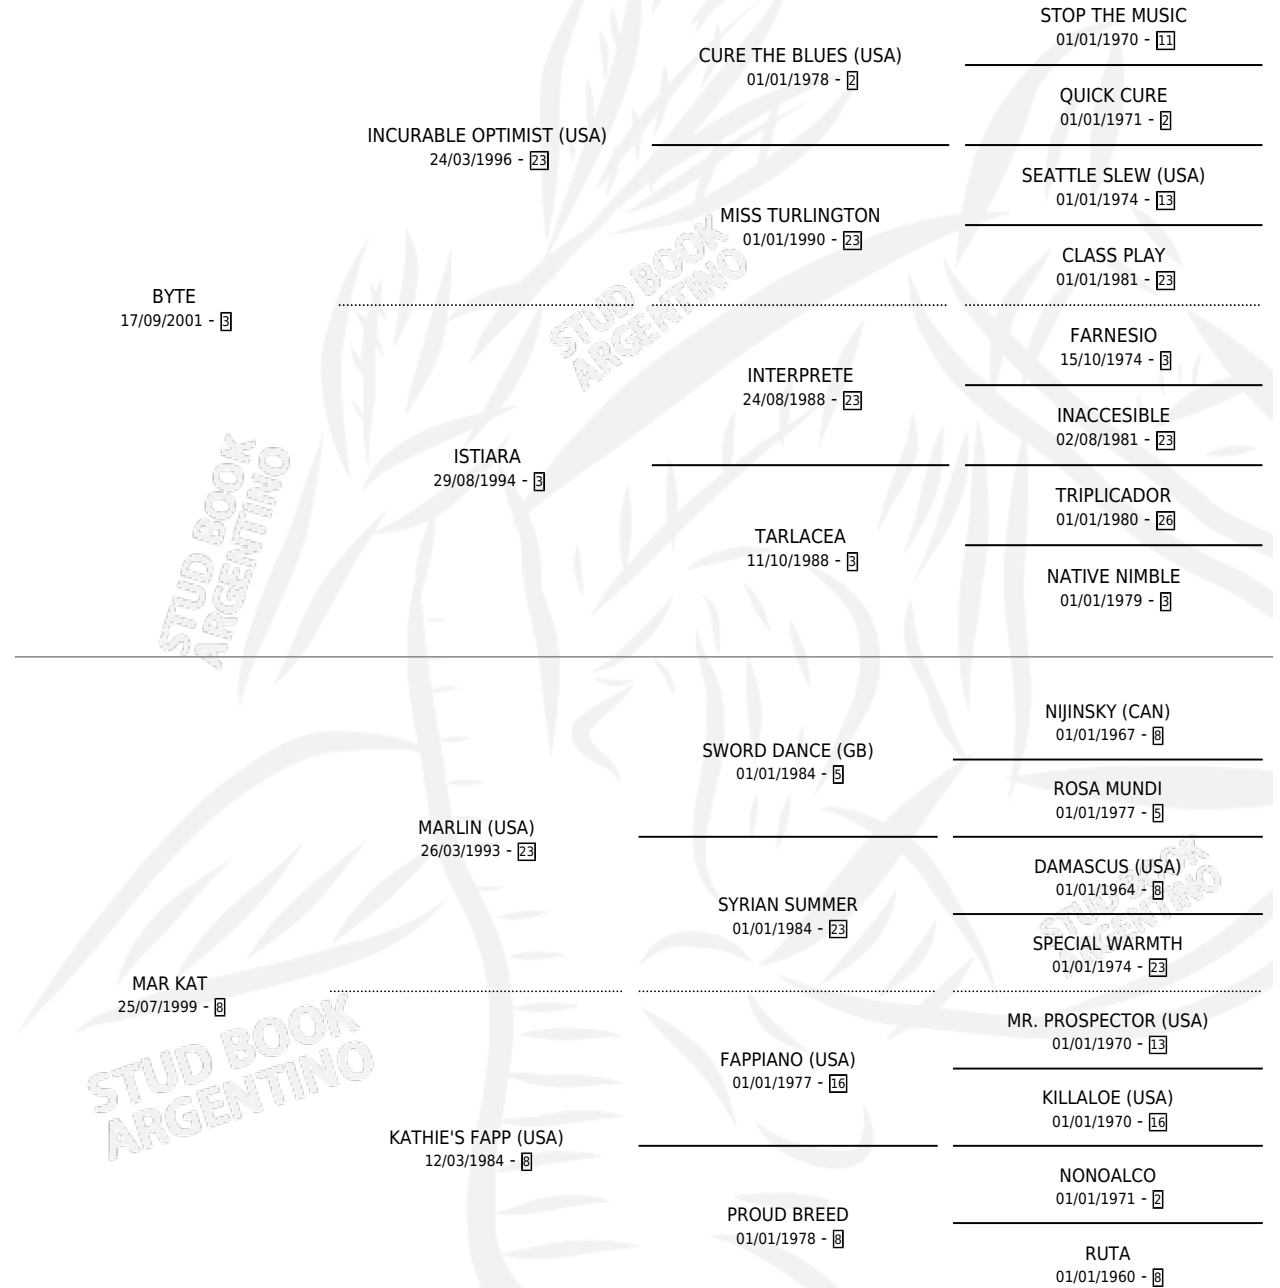 STOP THE MUSIC
01/01/1970 - 11
CURE THE BLUES (USA)
01/01/1978 - 2
QUICK CURE
01/01/1971 - 2
INCURABLE OPTIMIST (USA)
24/03/1996 - 23
SEATTLE SLEW (USA)
01/01/1974 - 13
MISS TURLINGTON
01/01/1990 - 23
CLASS PLAY
01/01/1981 - 23
BYTE
17/09/2001 - 3
FARNESIO
15/10/1974 - 3
INTERPRETE
24/08/1988 - 23
INACCESIBLE
02/08/1981 - 23
ISTIARA
29/08/1994 - 3
TRIPLICADOR
01/01/1980 - 26
TARLACEA
11/10/1988 - 3
NATIVE NIMBLE
01/01/1979 - 3
NIJINSKY (CAN)
01/01/1967 - 8
SWORD DANCE (GB)
01/01/1984 - 5
ROSA MUNDI
01/01/1977 - 5
MARLIN (USA)
26/03/1993 - 23
DAMASCUS (USA)
01/01/1964 - 8
SYRIAN SUMMER
01/01/1984 - 23
SPECIAL WARMTH
01/01/1974 - 23
MAR KAT
25/07/1999 - 8
MR. PROSPECTOR (USA)
01/01/1970 - 13
FAPPIANO (USA)
01/01/1977 - 16
KILLALOE (USA)
01/01/1970 - 16
KATHIE'S FAPP (USA)
12/03/1984 - 8
NONOALCO
01/01/1971 - 2
PROUD BREED
01/01/1978 - 8
RUTA
01/01/1960 - 8
STUD BOOK
ARGENTINO
STUD BOOK
ARGENTINO
STUD BOOK
ARGENTINO
STUD BOOK
ARGENTINO